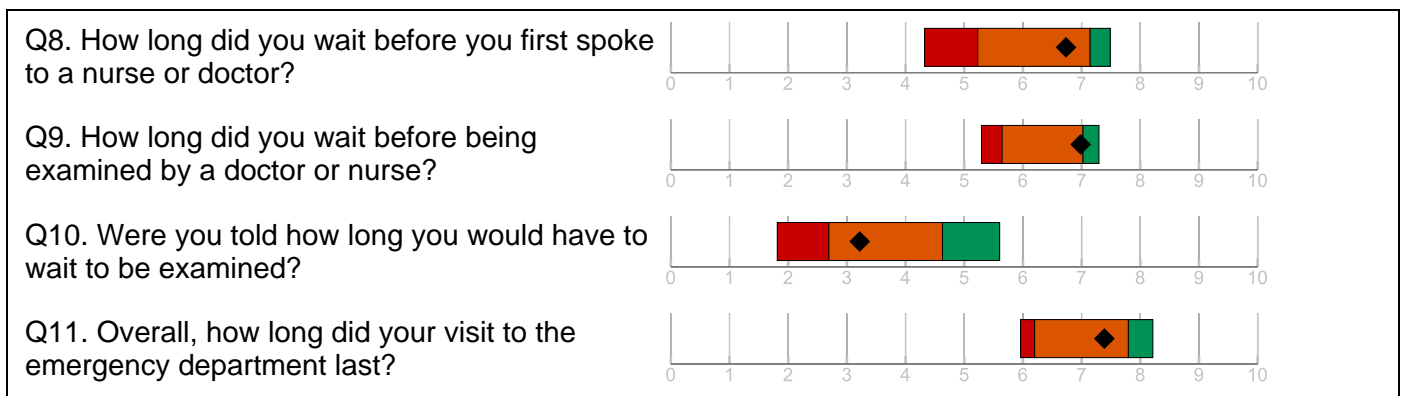 Q8. How long did you wait before you first spoke
to a nurse or doctor?
0 1 2 3 4 5 6 7 8 9 10
Q9. How long did you wait before being
examined by a doctor or nurse?
0 1 2 3 4 5 6 7 8 9 10
Q10. Were you told how long you would have to
wait to be examined?
0 1 2 3 4 5 6 7 8 9 10
Q11. Overall, how long did your visit to the
emergency department last?
0 1 2 3 4 5 6 7 8 9 10